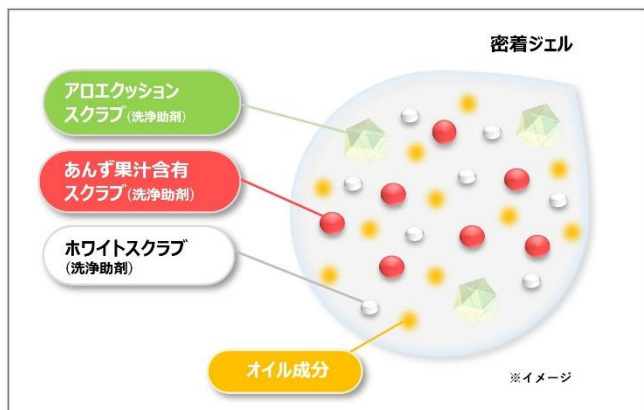 密着ジェル
アロエクッション
スクラブ(洗浄助剤)
あんず果汁含有
スクラブ(洗浄助剤)
ホワイトスクラブ
(洗浄助剤)
オイル成分
※イメージ